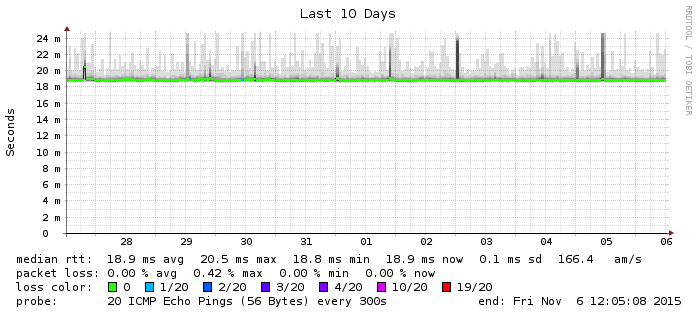 Last 10 Days
RRDTOOL / TOBI OETIKER
Seconds
24 m
22 m
20 m
18 m
16 m
14 m
12 m
10 m
8 m
6 m
4 m
2 m
0
28 29 30 31 01 02 03 04 05 06
median rtt: 18.9 ms avg 20.5 ms max 18.8 ms min 18.9 ms now 0.1 ms sd 166.4 am/s
packet loss: 0.00 % avg 0.42 % max 0.00 % min 0.00 % now
loss color: 0 1/20 2/20 3/20 4/20 10/20 19/20
probe: 20 ICMP Echo Pings (56 Bytes) every 300s end: Fri Nov 6 12:05:08 2015